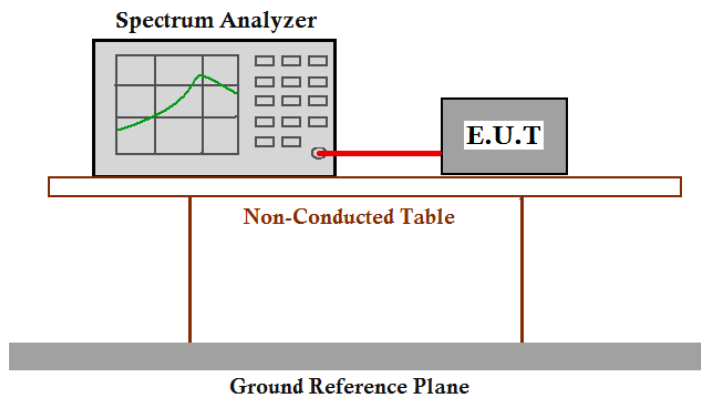 Spectrum Analyzer
E.U.T
Non-Conducted Table
Ground Reference Plane